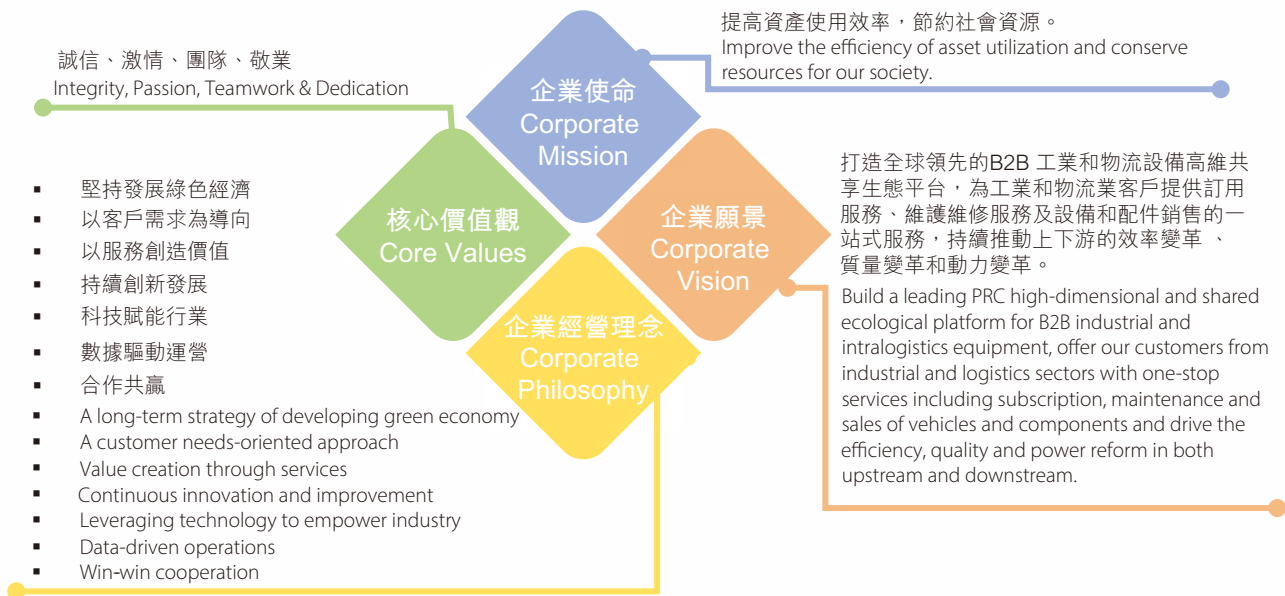 誠信、激情、團隊、敬業
Integrity, Passion, Teamwork & Dedication
提高資產使用效率，節約社會資源。
Improve the efficiency of asset utilization and conserve
resources for our society.
企業使命
Corporate
Mission
核心價值觀
Core Values
企業願景
Corporate
Vision
企業經營理念
Corporate
Philosophy
打造全球領先的B2B 工業和物流設備高維共
享生態平台，為工業和物流業客戶提供訂用
服務、維護維修服務及設備和配件銷售的一
站式服務，持續推動上下游的效率變革 、
質量變革和動力變革。
Build a leading PRC high-dimensional and shared
ecological platform for B2B industrial and
intralogistics equipment, offer our customers from
industrial and logistics sectors with one-stop
services including subscription, maintenance and
sales of vehicles and components and drive the
efficiency, quality and power reform in both
upstream and downstream.
▪ 堅持發展綠色經濟
▪ 以客戶需求為導向
▪ 以服務創造價值
▪ 持續創新發展
▪ 科技賦能行業
▪ 數據驅動運營
▪ 合作共贏
▪ A long-term strategy of developing green economy
▪ A customer needs-oriented approach
▪ Value creation through services
▪ Continuous innovation and improvement
▪ Leveraging technology to empower industry
▪ Data-driven operations
▪ Win-win cooperation